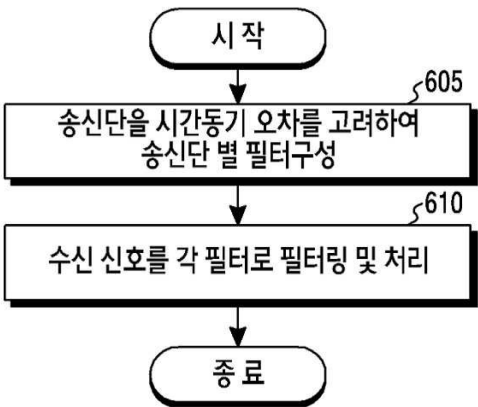 시 작
605
송신단을 시간동기 오차를 고려하여
송신단 별 필터구성
610
수신 신호를 각 필터로 필터링 및 처리
종 료